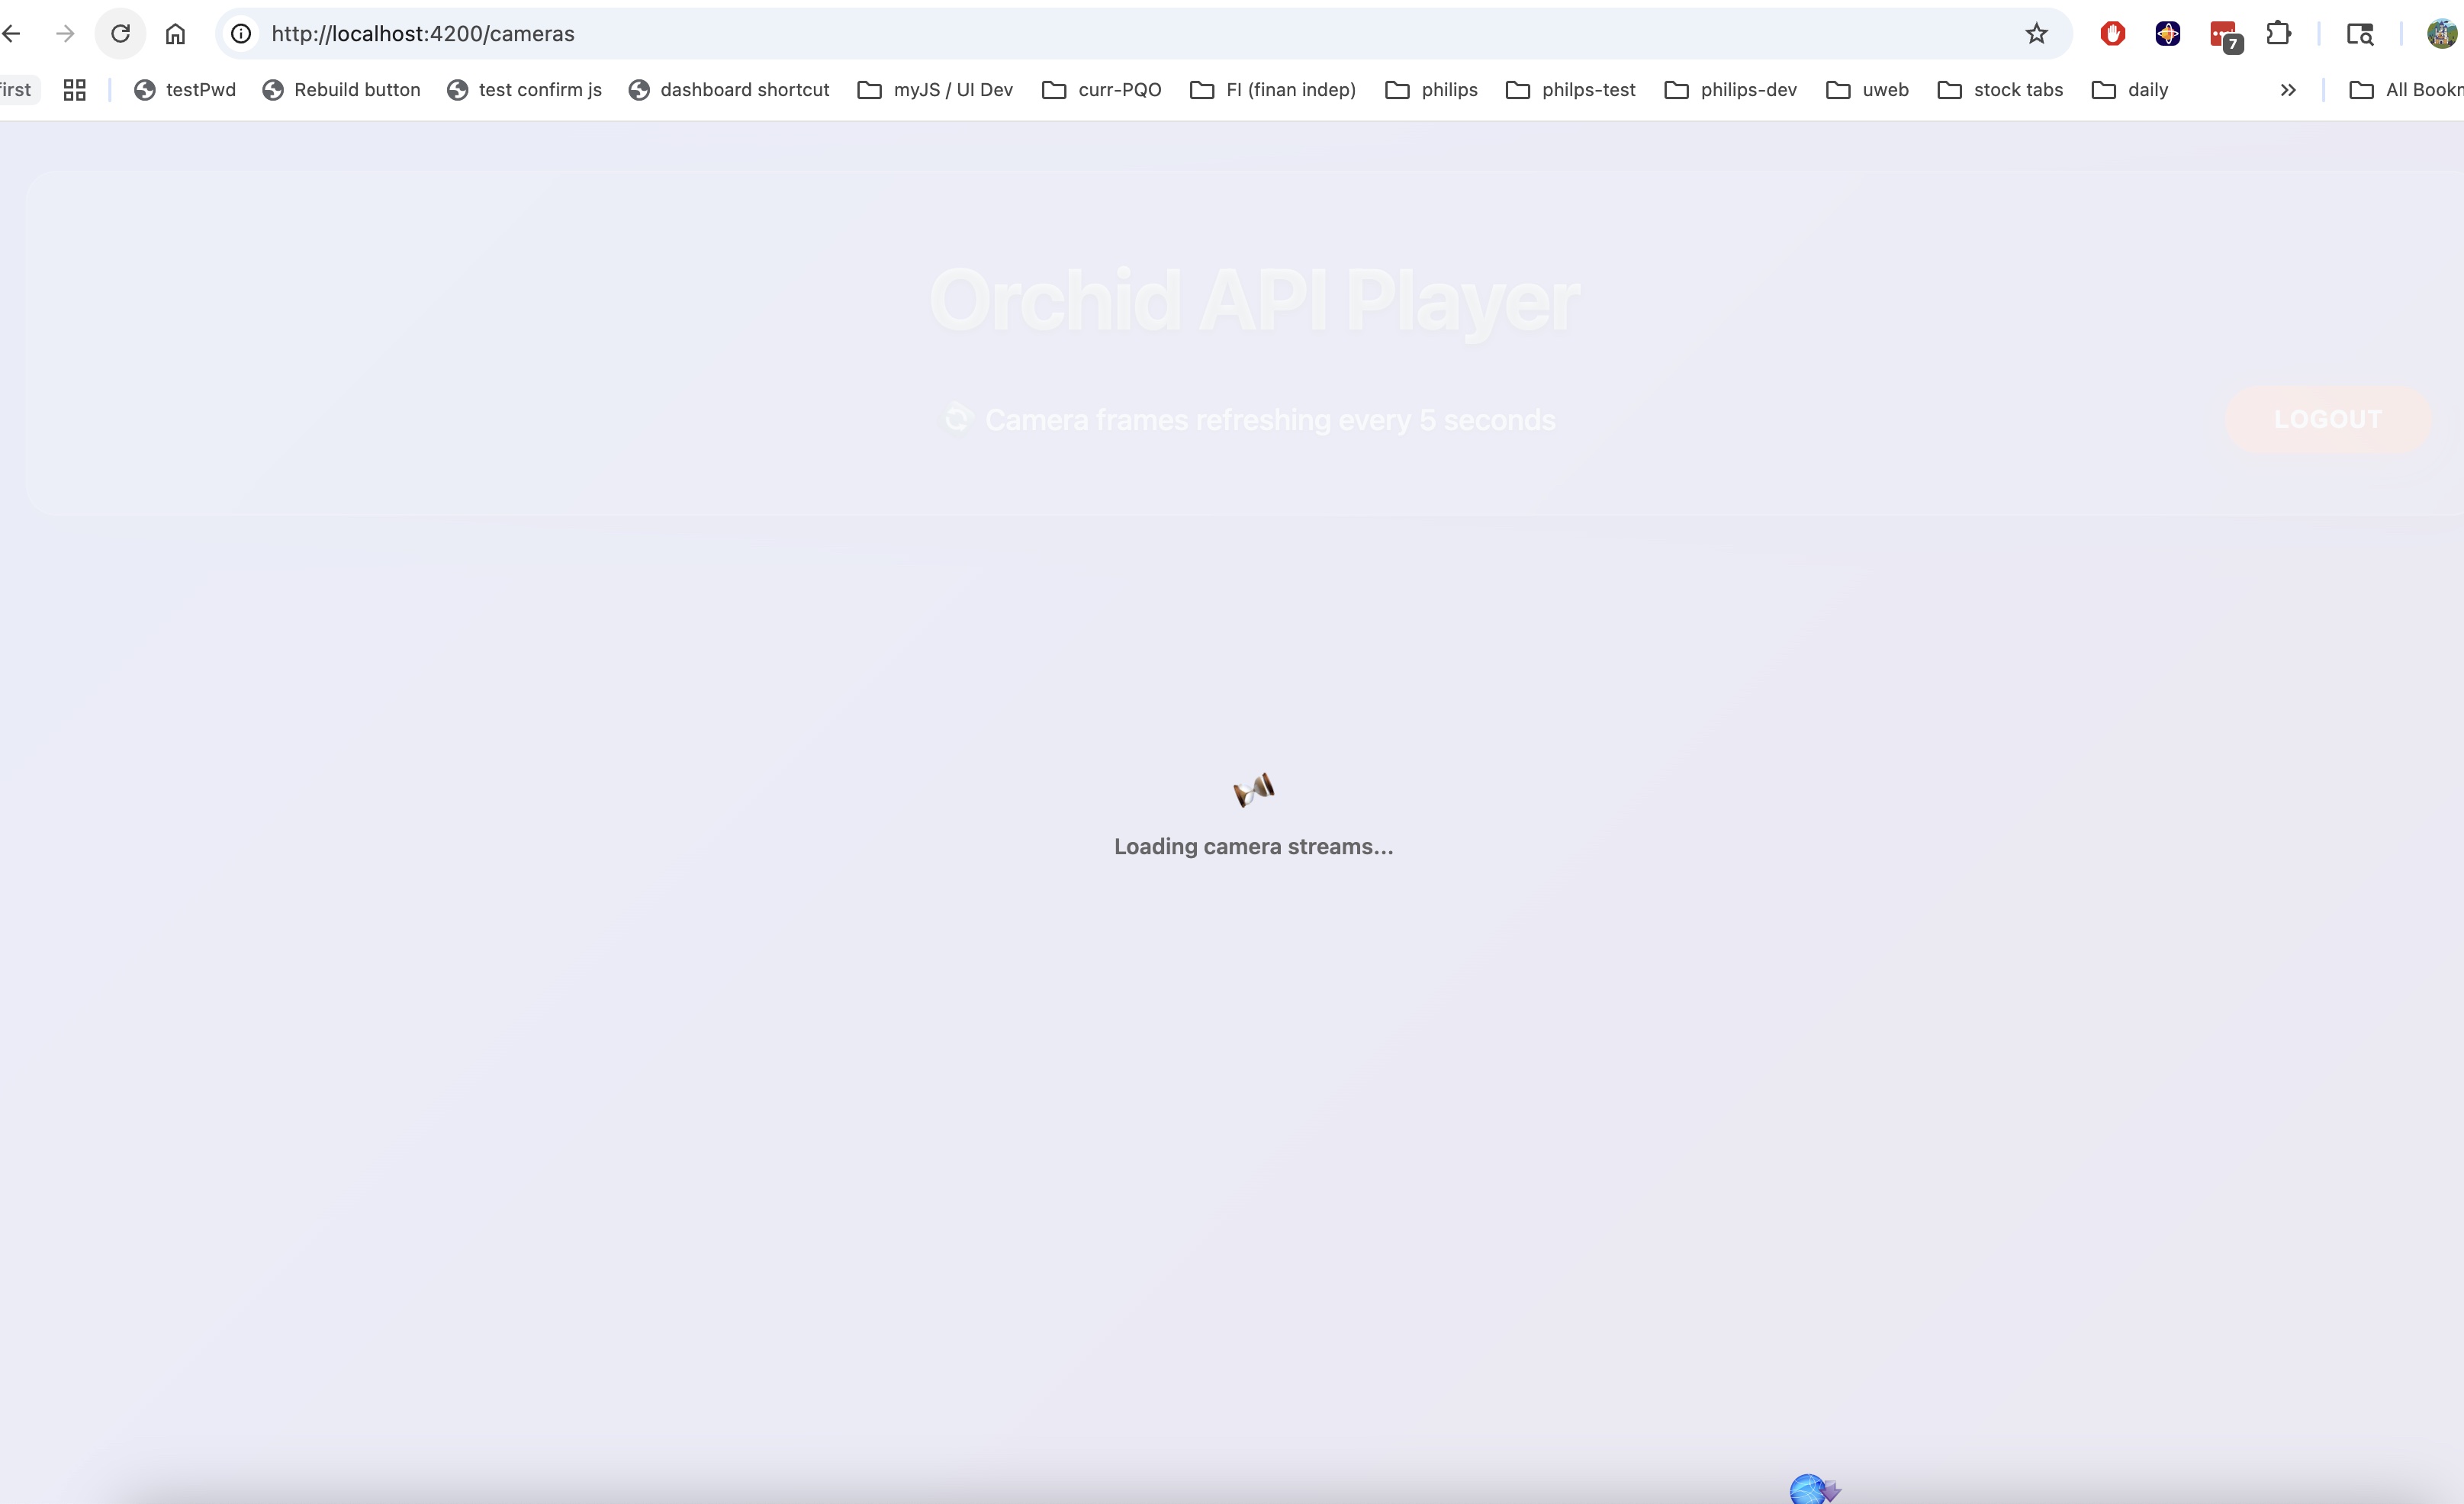 http://localhost:4200/cameras
7
first
testPwd
Rebuild button
test confirm js
dashboard shortcut
myJS / UI Dev
curr-PQO
FI (finan indep)
philips
philps-test
philips-dev
uweb
stock tabs
daily
All Bookm
Orchid API Player
Camera frames refreshing every 5 seconds
LOGOUT
Loading camera streams...